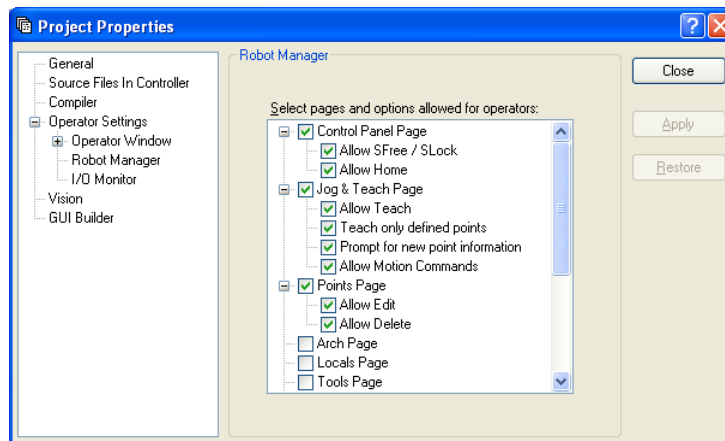 Project Properties
General
Source Files In Controller
Compiler
Operator Settings
Operator Window
Robot Manager
I/O Monitor
Vision
GUI Builder
Robot Manager
Select pages and options allowed for operators:
Control Panel Page
Allow SFree / SLock
Allow Home
Jog & Teach Page
Allow Teach
Teach only defined points
Prompt for new point information
Allow Motion Commands
Points Page
Allow Edit
Allow Delete
Arch Page
Locals Page
Tools Page
Close
Apply
Restore